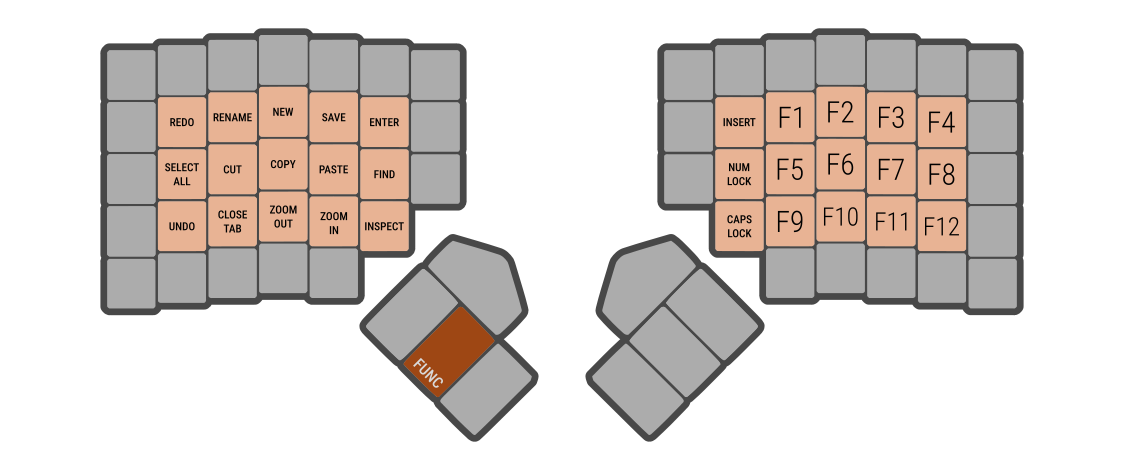 REDO
RENAME
NEW
SAVE
ENTER
SELECT
ALL
CUT
COPY
PASTE
FIND
UNDO
CLOSE
TAB
ZOOM
OUT
ZOOM
IN
INSPECT
FUNC
INSERT
F1
F2
F3
F4
NUM
LOCK
F5
F6
F7
F8
CAPS
LOCK
F9
F10
F11
F12